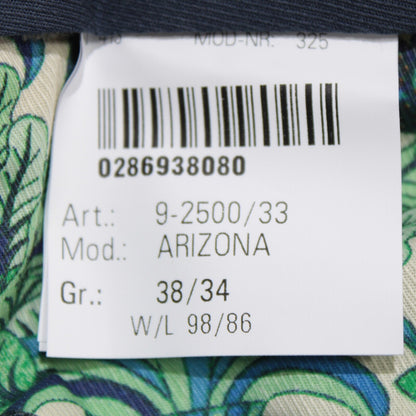 MOD-NR: 325
0286938080
Art.: 9-2500/33
Mod.: ARIZONA
Gr.: 38/34
W/L 98/86